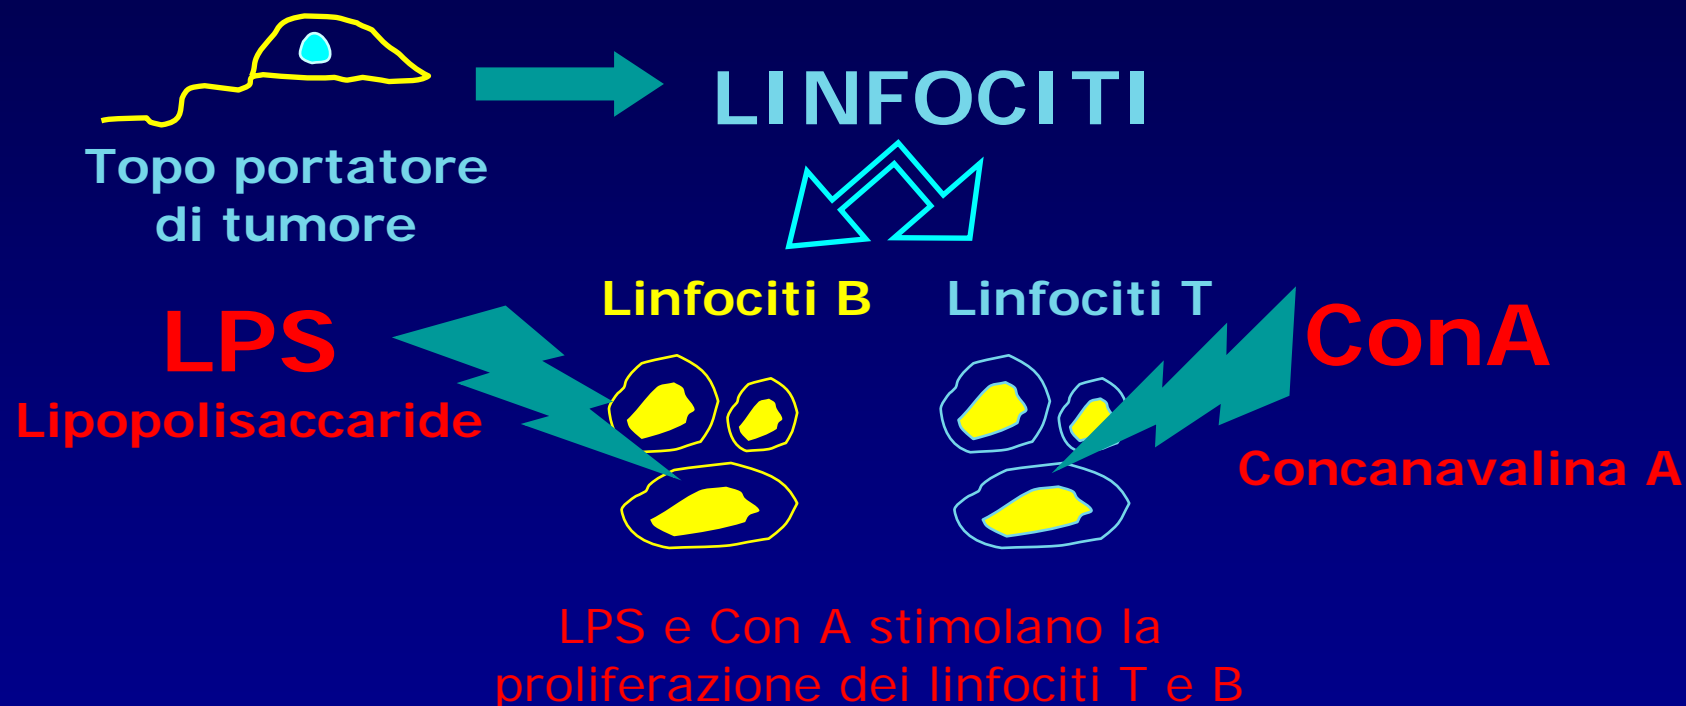 LINFOCITI
Topo portatore
di tumore
Linfociti B
Linfociti T
LPS
Lipopolisaccaride
ConA
Concanavalina A
LPS e Con A stimolano la
proliferazione dei linfociti T e B